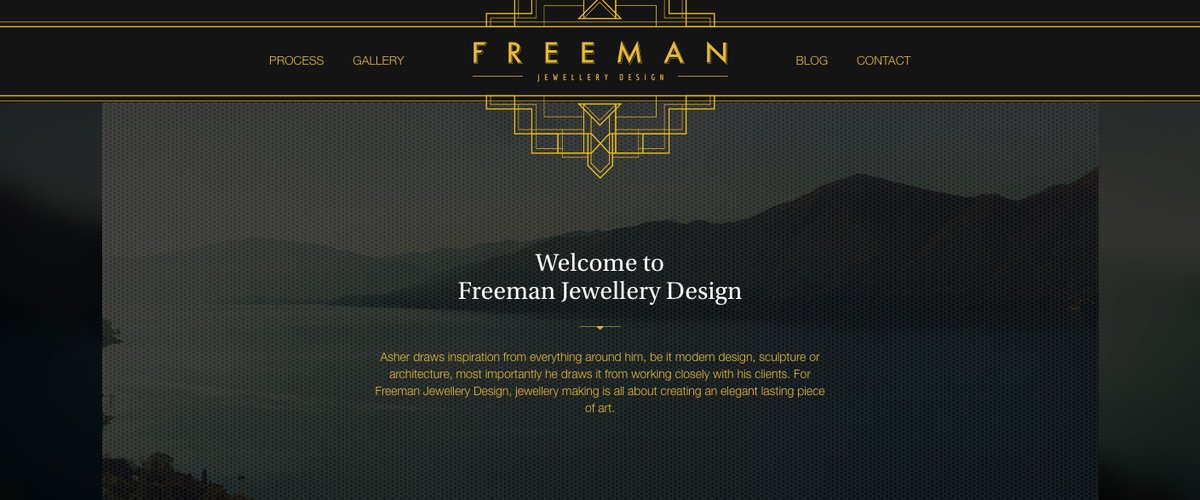 PROCESS
GALLERY
FREEMAN
JEWELLERY DESIGN
BLOG
CONTACT
Welcome to
Freeman Jewellery Design
Asher draws inspiration from everything around him, be it modern design, sculpture or
architecture, most importantly he draws it from working closely with his clients. For
Freeman Jewellery Design, jewellery making is all about creating an elegant lasting piece
of art.